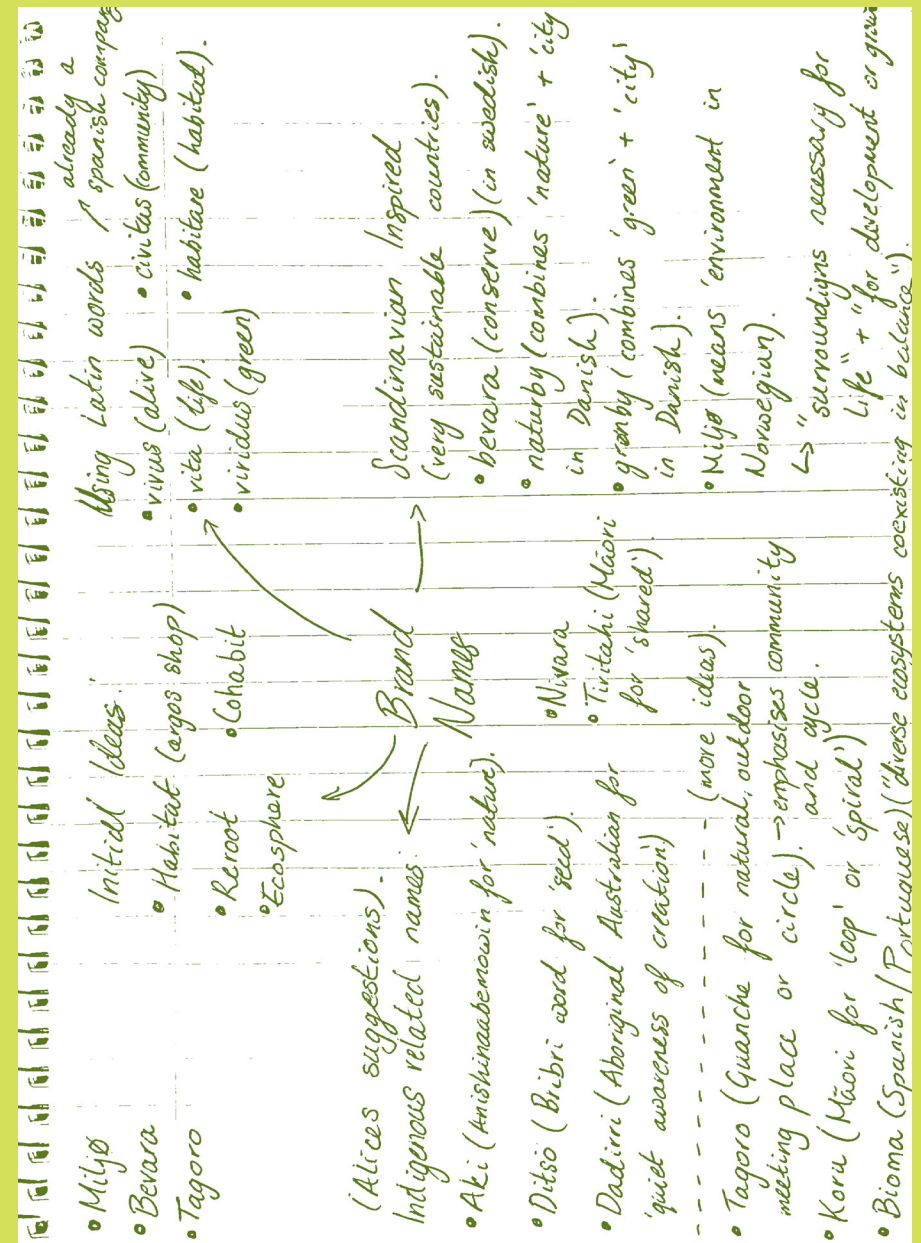 • Miljø
• Bevara
• Tagoro
Initial Ideas:
• Habitat (argos shop)
• Reroot
• Cohabit
• Ecosphere
Using Latin words
already a
spanish company
• vivus (alive)
• civitas (community)
• vita (life).
• habitare (habitat).
• viridus (green)
Brand
Names
(Alices suggestions).
Indigenous related names:
• Aki (Anishinaabemowin for 'nature').
• Nivara
• Ditsö (Bribri word for 'seed').
• Tiritahi (Māori
for 'shared')
• Dadirri (Aboriginal Australian for
'quiet awareness of creation')
(more ideas).
• Tagoro (Guanche for natural, outdoor
meeting place or circle). → emphasises community
and cycle.
• Koru (Māori for 'loop' or 'spiral')
• Bioma (Spanish/Portuguese) ("diverse ecosystems coexisting in balance").
Scandinavian Inspired
(very sustainable countries).
• bevara (conserve) (in swedish).
• naturby (combines 'nature' + 'city
in Danish).
• grønby (combines 'green' + 'city'
in Danish).
• Miljø (means 'environment in
Norwegian).
↳ "surroundigns necessary for
Life" + "for development or